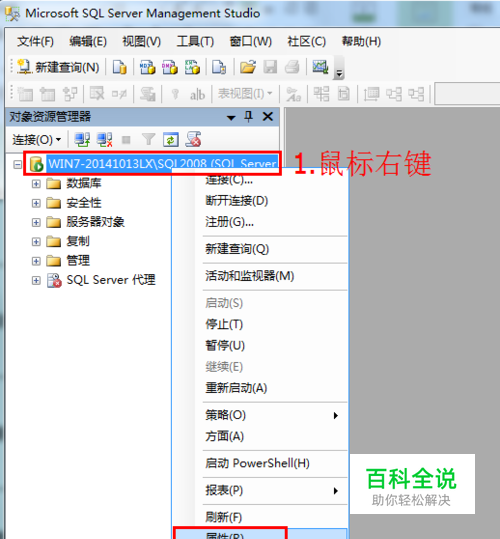 Microsoft SQL Server Management Studio
文件(F) 编辑(E) 视图(V) 工具(T) 窗口(W) 社区(C) 帮助(H)
新建查询(N)
表视图(I)
对象资源管理器
连接(O)
WIN7-20141013LX\SQL2008 (SQL Server
1.鼠标右键
数据库
安全性
服务器对象
复制
管理
SQL Server 代理
连接(C)...
断开连接(D)
注册(G)...
新建查询(Q)
活动和监视器(M)
启动(S)
停止(T)
暂停(U)
继续(E)
重新启动(A)
策略(O)
方面(A)
启动 PowerShell(H)
报表(P)
刷新(F)
属性(R)
百科全说
助你轻松解决